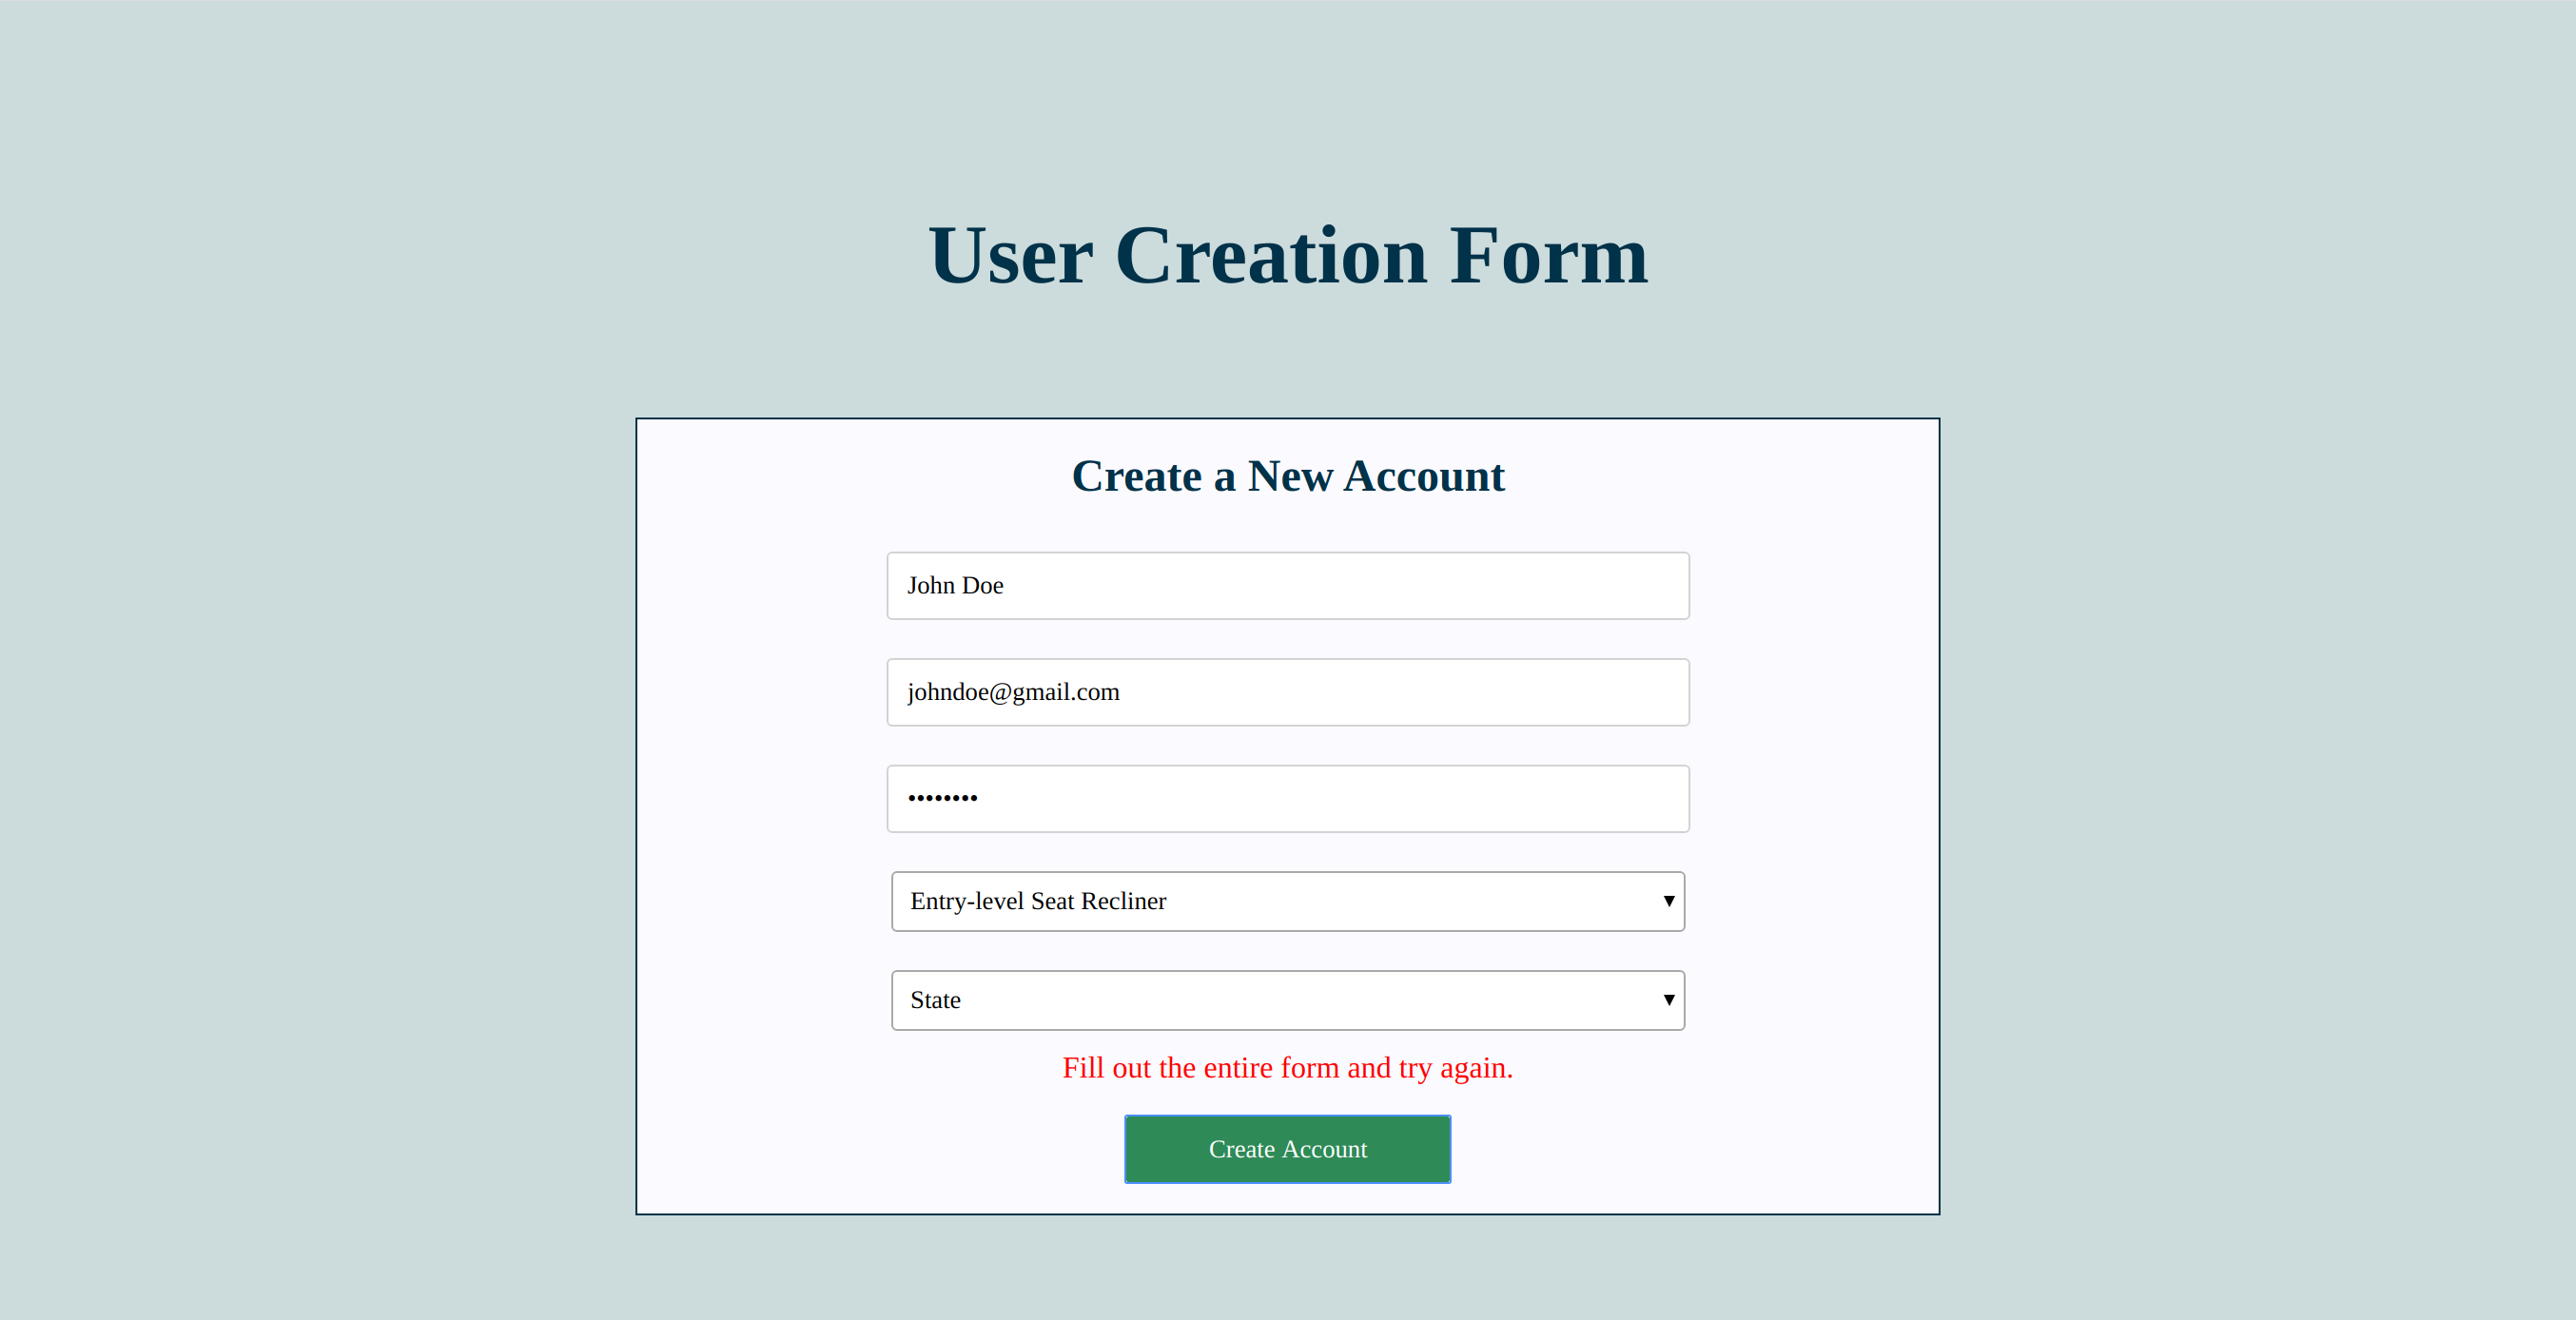 User Creation Form
Create a New Account
John Doe
johndoe@gmail.com
••••••••
Entry-level Seat Recliner
State
Fill out the entire form and try again.
Create Account